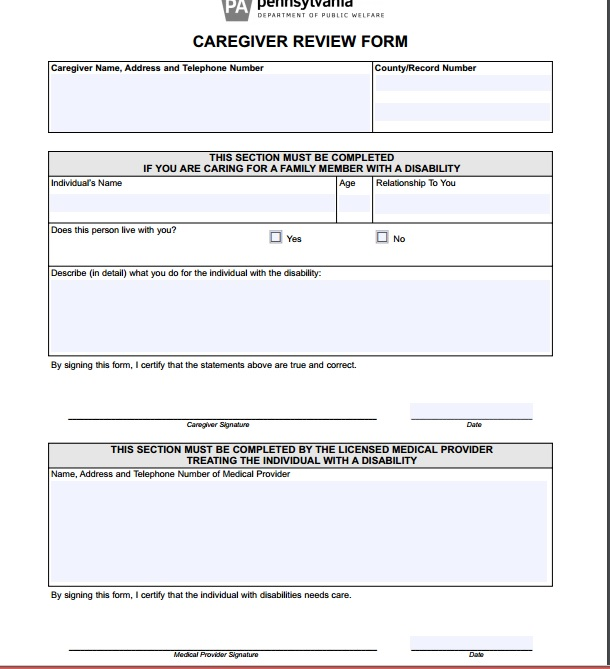 PA pennsylvania
DEPARTMENT OF PUBLIC WELFARE
CAREGIVER REVIEW FORM
Caregiver Name, Address and Telephone Number
County/Record Number
THIS SECTION MUST BE COMPLETED
IF YOU ARE CARING FOR A FAMILY MEMBER WITH A DISABILITY
Individual's Name
Age
Relationship To You
Does this person live with you?
Yes
No
Describe (in detail) what you do for the individual with the disability:
By signing this form, I certify that the statements above are true and correct.
Caregiver Signature
Date
THIS SECTION MUST BE COMPLETED BY THE LICENSED MEDICAL PROVIDER
TREATING THE INDIVIDUAL WITH A DISABILITY
Name, Address and Telephone Number of Medical Provider
By signing this form, I certify that the individual with disabilities needs care.
Medical Provider Signature
Date